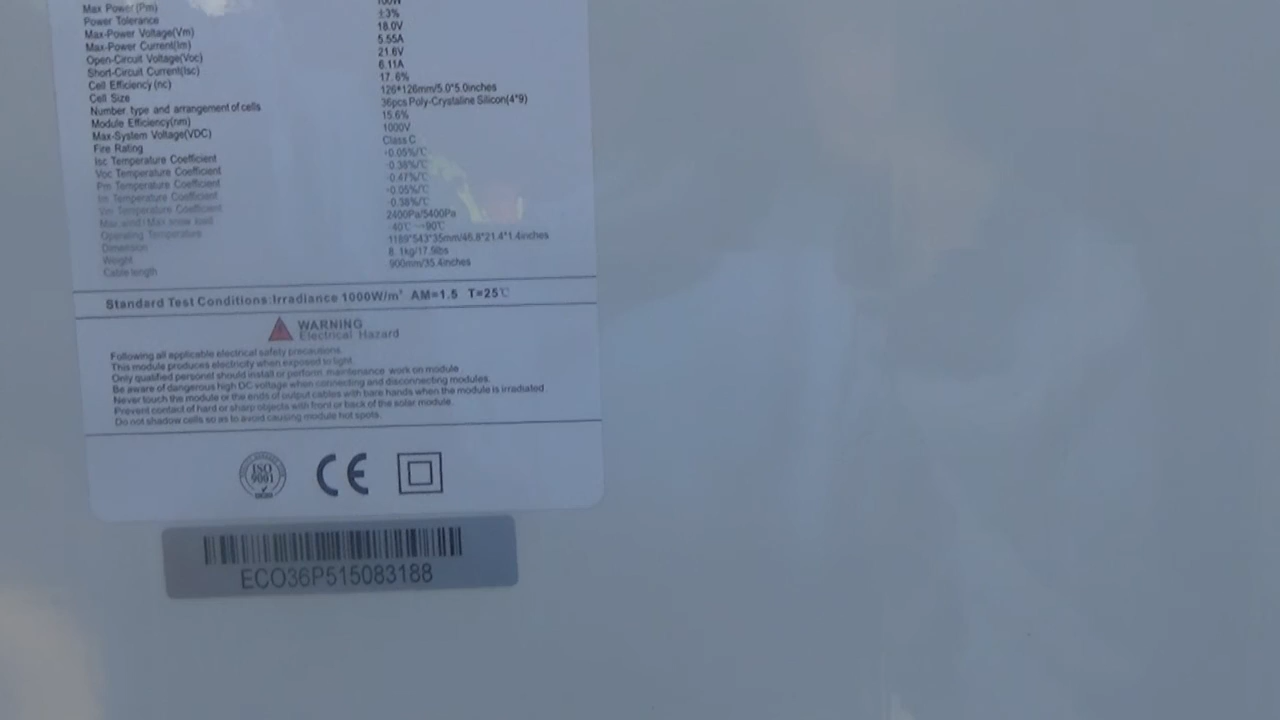 Max Power (Pm) 100W
Power Tolerance ±3%
Max-Power Voltage(Vm) 18.0V
Max-Power Current(Im) 5.55A
Open-Circuit Voltage(Voc) 21.6V
Short-Circuit Current(Isc) 6.11A
Cell Efficiency(nc) 17.6%
Cell Size 126*126mm/5.0*5.0inches
Number type and arrangement of cells 36pcs Poly-Crystaline Silicon(4*9)
Module Efficiency(nm) 15.6%
Max-System Voltage(VDC) 1000V
Fire Rating Class C
Isc Temperature Coefficient -0.05%/℃
Voc Temperature Coefficient -0.38%/℃
Pm Temperature Coefficient -0.47%/℃
Im Temperature Coefficient -0.05%/℃
Vm Temperature Coefficient -0.38%/℃
Max wind/Max snow load 2400Pa/5400Pa
Operating Temperature -40℃ ~+90℃
Dimension 1189*543*35mm/46.8*21.4*1.4inches
Weight 8.1kg/17.9lbs
Cable length 900mm/35.4inches
Standard Test Conditions:Irradiance 1000W/m² AM=1.5 T=25℃
WARNING
Electrical Hazard
Following all applicable electrical safety precautions.
This module produces electricity when exposed to light.
Only qualified personel should install or perform maintenance work on module
Be aware of dangerous high DC voltage when connecting and disconnecting modules.
Never touch the module or the ends of output cables with bare hands when the module is irradiated
Prevent contact of hard or sharp objects with front or back of the solar module.
Do not shadow cells so as to avoid causing module hot spots.
ISO
9001
CE
ECO36P515083188